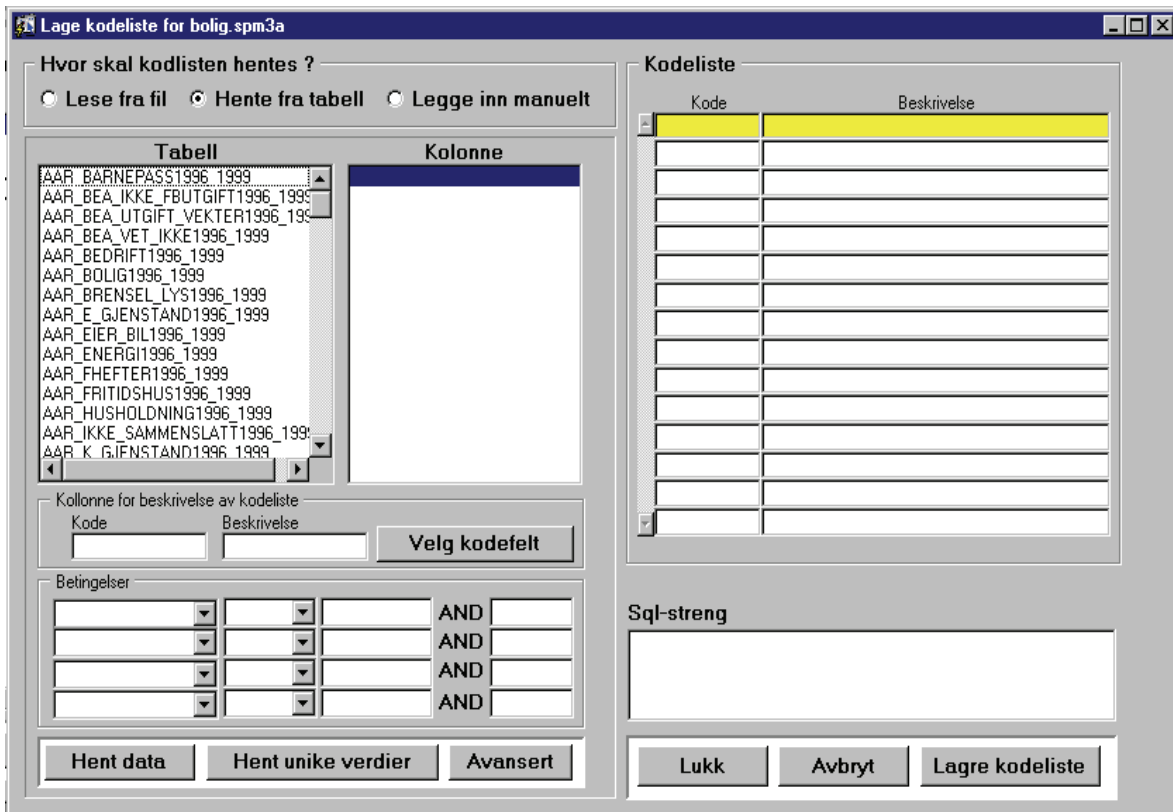 Lage kodeliste for bolig.spm3a
Hvor skal kodlisten hentes ?
Lese fra fil Hente fra tabell Legge inn manuelt
Tabell Kolonne
AAR_BARNEPASS1996_1999
AAR_BEA_IKKE_FBUTGIFT1996_1999
AAR_BEA_UTGIFT_VEKTER1996_199
AAR_BEA_VET_IKKE1996_1999
AAR_BEDRIFT1996_1999
AAR_BOLIG1996_1999
AAR_BRENSEL_LYS1996_1999
AAR_E_GJENSTAND1996_1999
AAR_EIER_BIL1996_1999
AAR_ENERGI1996_1999
AAR_FHEFTER1996_1999
AAR_FRITIDSHUS1996_1999
AAR_HUSHOLDNING1996_1999
AAR_IKKE_SAMMENSLATT1996_199
AAR_K_GJENSTAND1996_1999
Kollonne for beskrivelse av kodeliste
Kode Beskrivelse
Velg kodefelt
Betingelser
AND
AND
AND
AND
Hent data Hent unike verdier Avansert
Kodeliste
Kode Beskrivelse
Sql-streng
Lukk Avbryt Lagre kodeliste